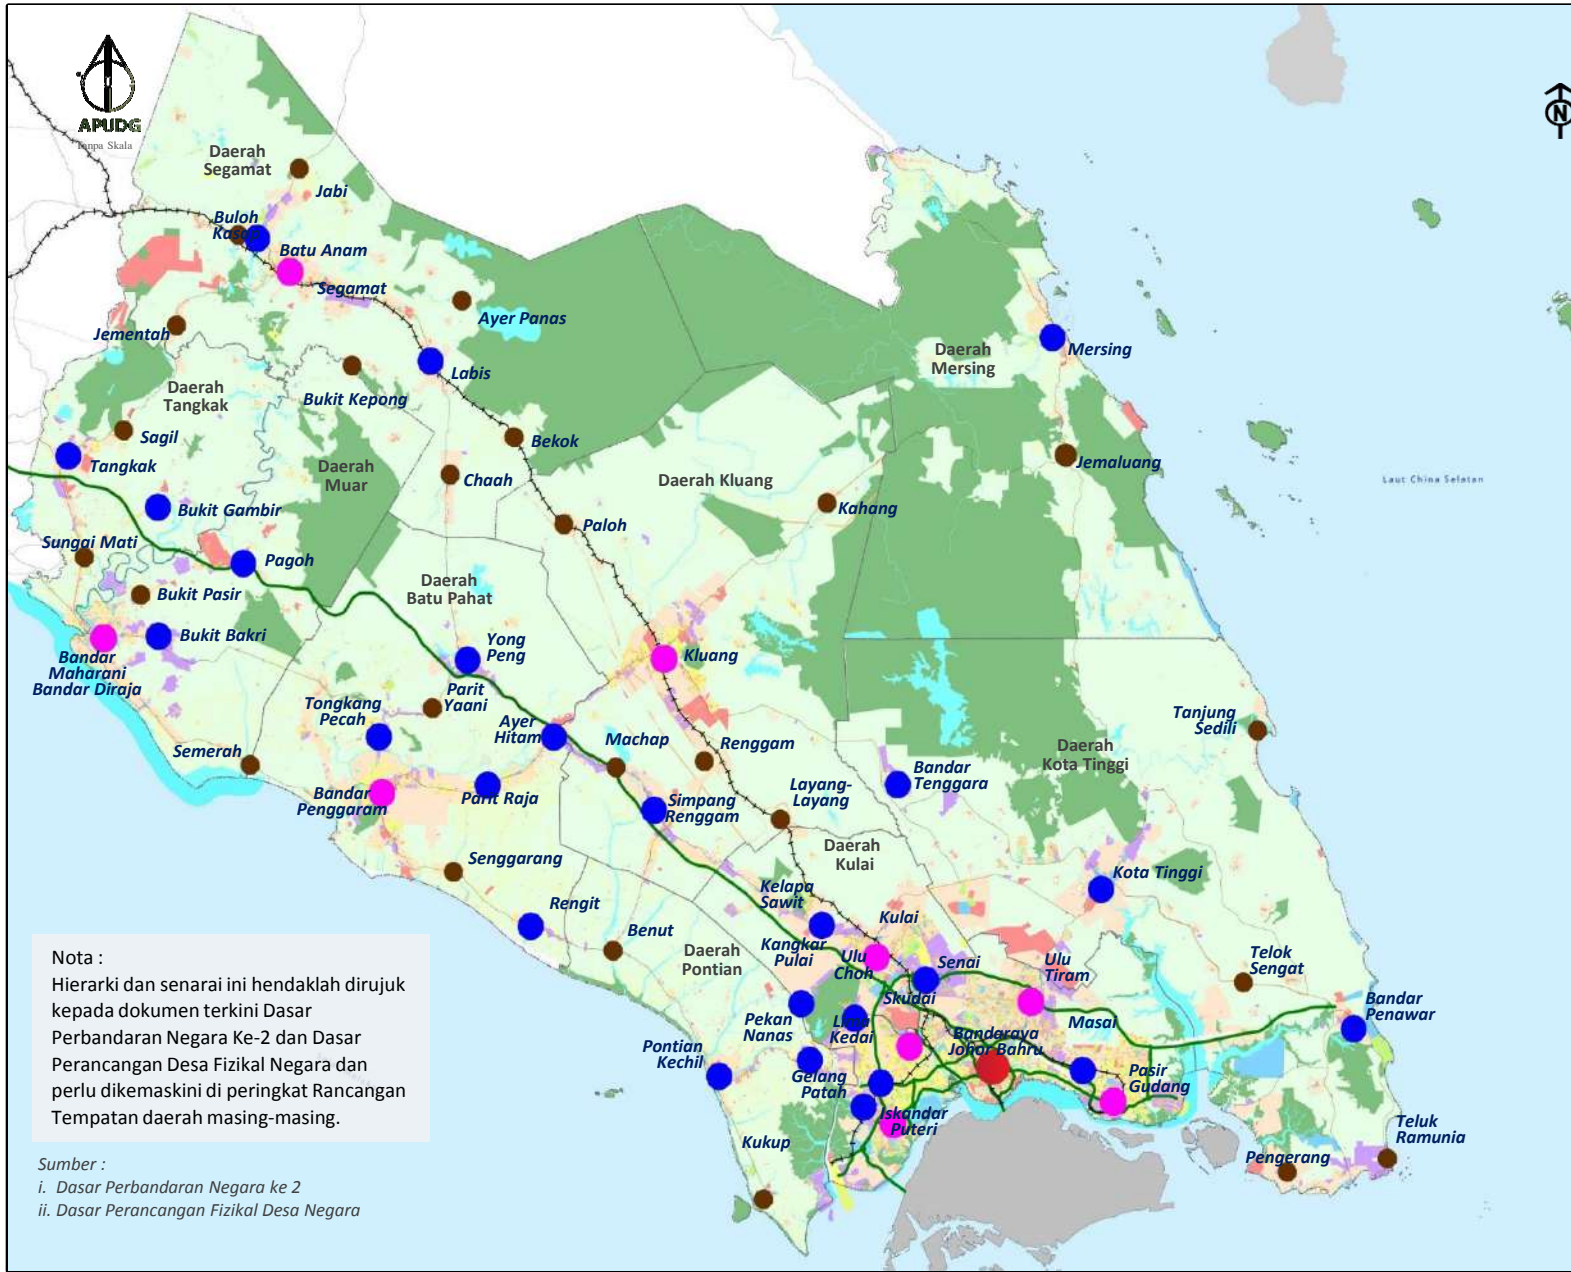 APUDG
Tanpa Skala
N
Daerah
Segamat
Jabi
Buloh
Kasap
Batu Anam
Segamat
Ayer Panas
Jementah
Labis
Bukit Kepong
Daerah
Tangkak
Daerah
Mersing
Mersing
Sagil
Tangkak
Bekok
Daerah
Muar
Chaah
Daerah Kluang
Jemaluang
Laut China Selatan
Bukit Gambir
Kahang
Paloh
Sungai Mati
Pagoh
Bukit Pasir
Daerah
Batu Pahat
Bukit Bakri
Bandar
Maharani
Bandar Diraja
Yong
Peng
Kluang
Parit
Yaani
Tongkang
Pecah
Ayer
Hitam
Machap
Renggam
Tanjung
Sedili
Daerah
Kota Tinggi
Semerah
Bandar
Penggaram
Parit Raja
Simpang
Renggam
Layang-
Layang
Bandar
Tenggara
Daerah
Kulai
Senggarang
Kota Tinggi
Kelapa
Sawit
Rengit
Benut
Kulai
Daerah
Pontian
Kangkar
Pulai
Ulu
Choh
Senai
Ulu
Tiram
Telok
Sengat
Skudai
Bandar
Penawar
Pekan
Nanas
Lima
Kedai
Masai
Bandaraya
Johor Bahru
Pontian
Kechil
Gelang
Patah
Pasir
Gudang
Iskandar
Puteri
Kukup
Teluk
Ramunia
Pengerang
Nota :
Hierarki dan senarai ini hendaklah dirujuk
kepada dokumen terkini Dasar
Perbandaran Negara Ke-2 dan Dasar
Perancangan Desa Fizikal Negara dan
perlu dikemaskini di peringkat Rancangan
Tempatan daerah masing-masing.
Sumber :
i. Dasar Perbandaran Negara ke 2
ii. Dasar Perancangan Fizikal Desa Negara